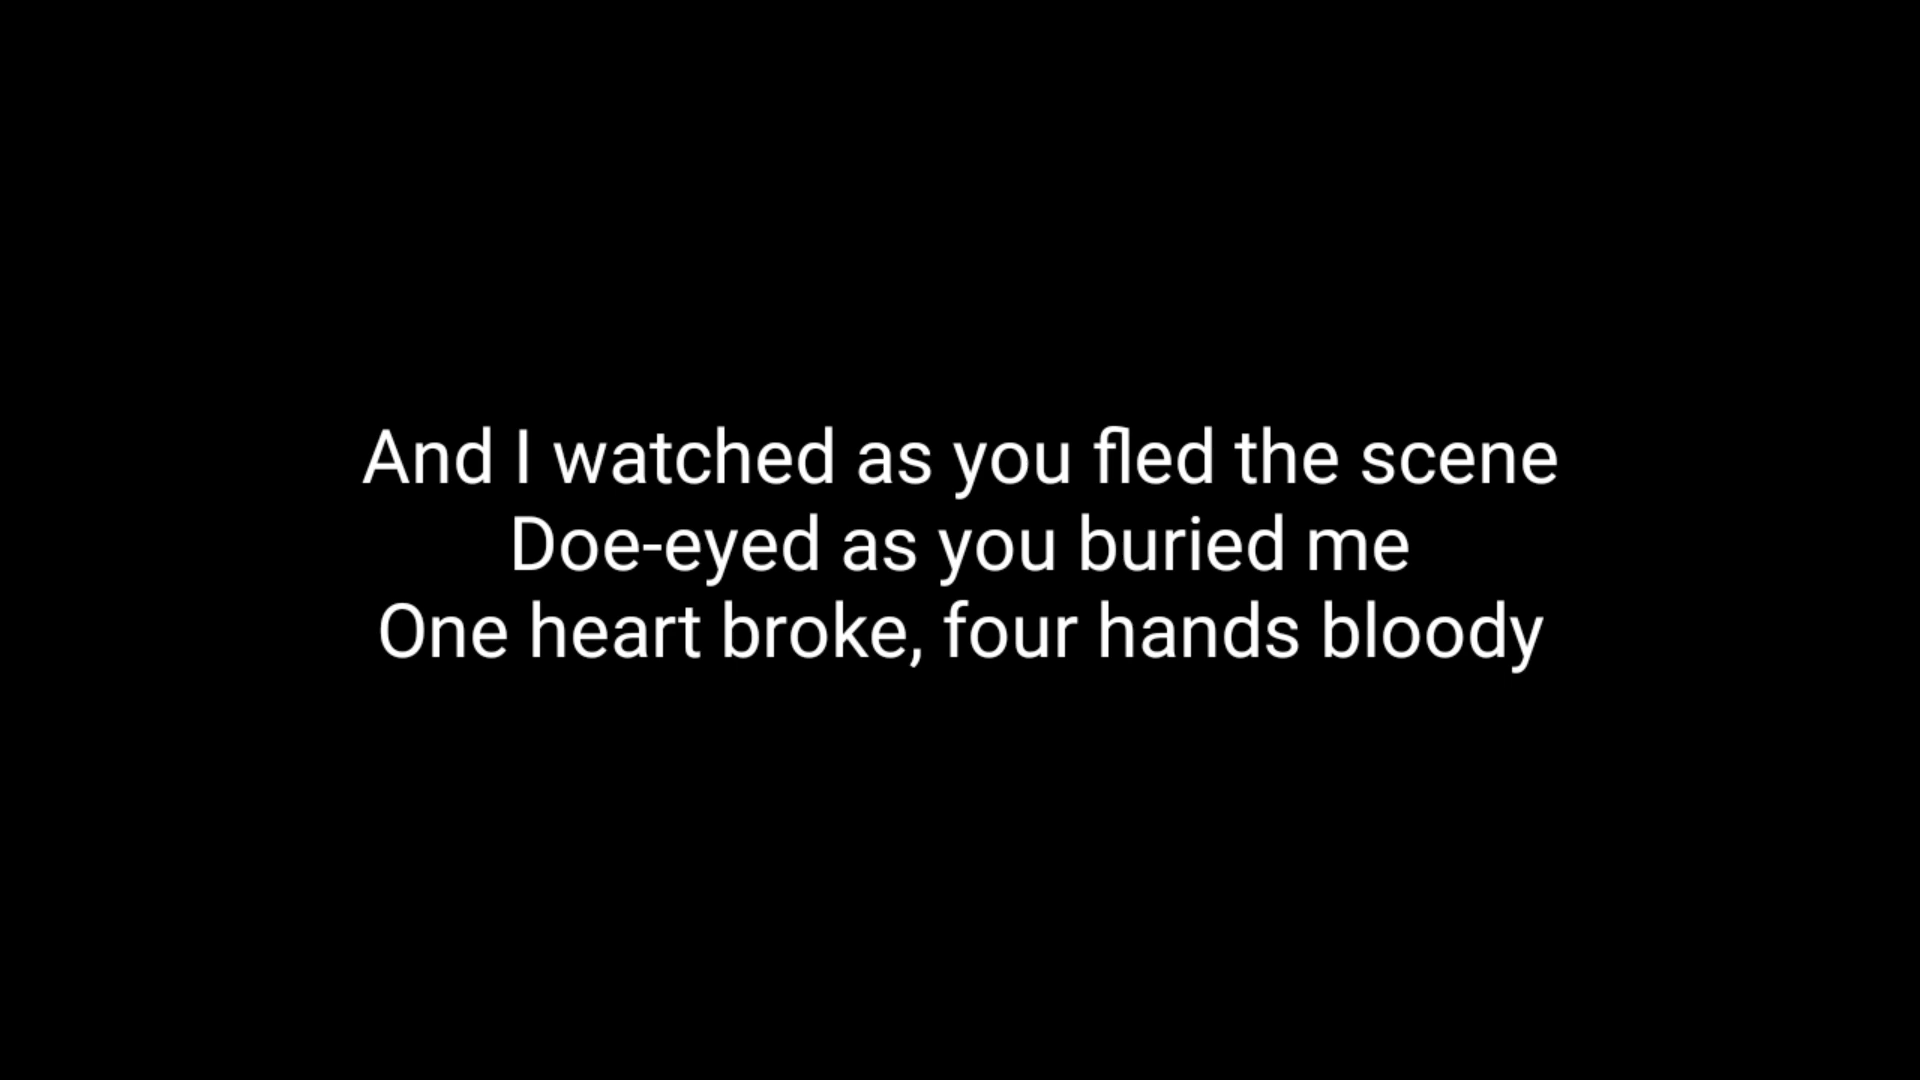 And I watched as you fled the scene
Doe-eyed as you buried me
One heart broke, four hands bloody